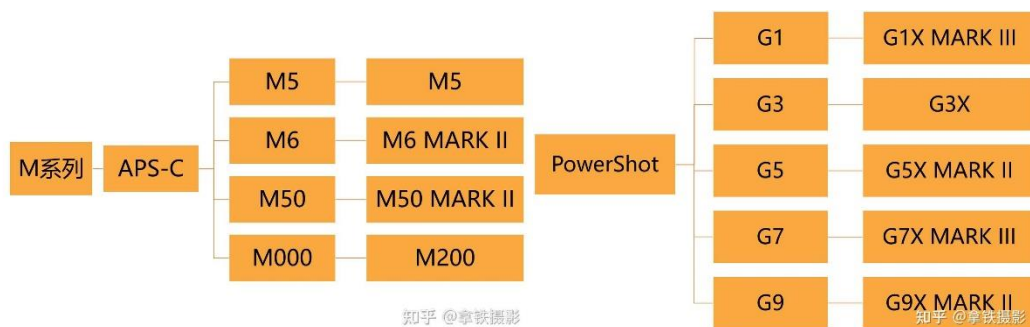 M系列
APS-C
M5
M5
M6
M6 MARK II
M50
M50 MARK II
M000
M200
知乎 @拿铁摄影
PowerShot
G1
G1X MARK III
G3
G3X
G5
G5X MARK II
G7
G7X MARK III
G9
G9X MARK II
知乎 @拿铁摄影